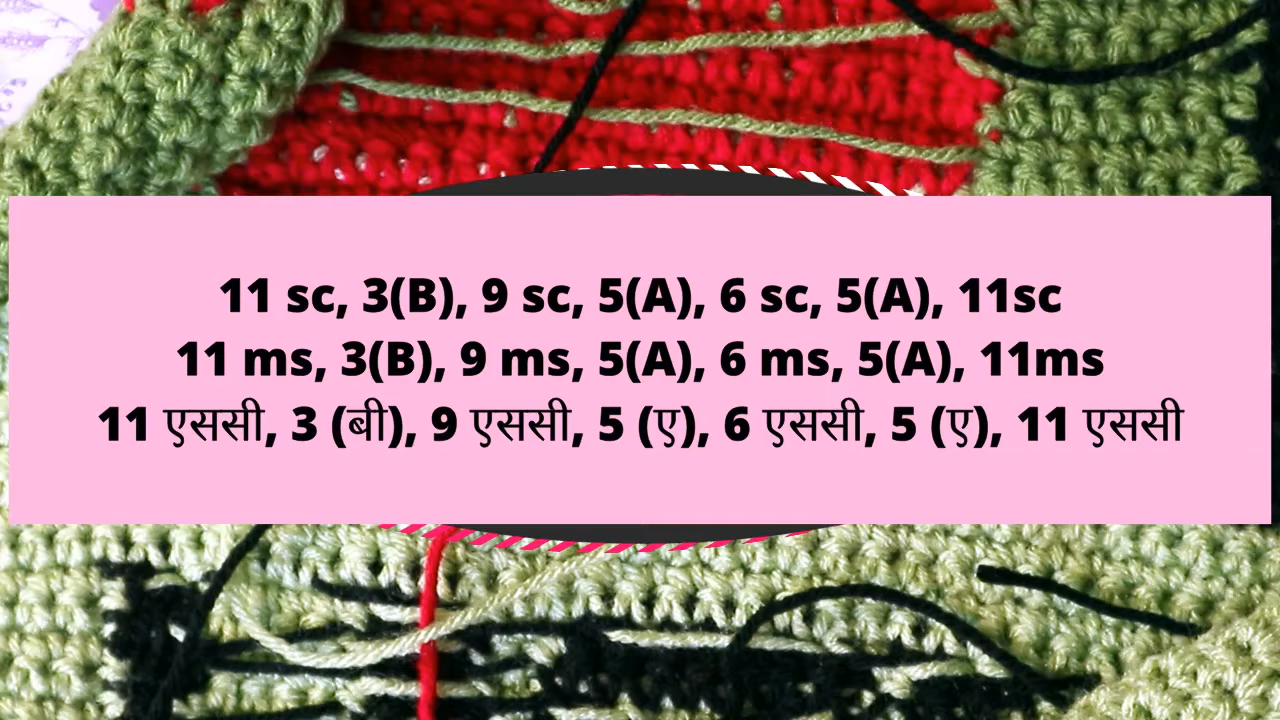 11 sc, 3(B), 9 sc, 5(A), 6 sc, 5(A), 11sc
11 ms, 3(B), 9 ms, 5(A), 6 ms, 5(A), 11ms
11 एससी, 3 (बी), 9 एससी, 5 (ए), 6 एससी, 5 (ए), 11 एससी